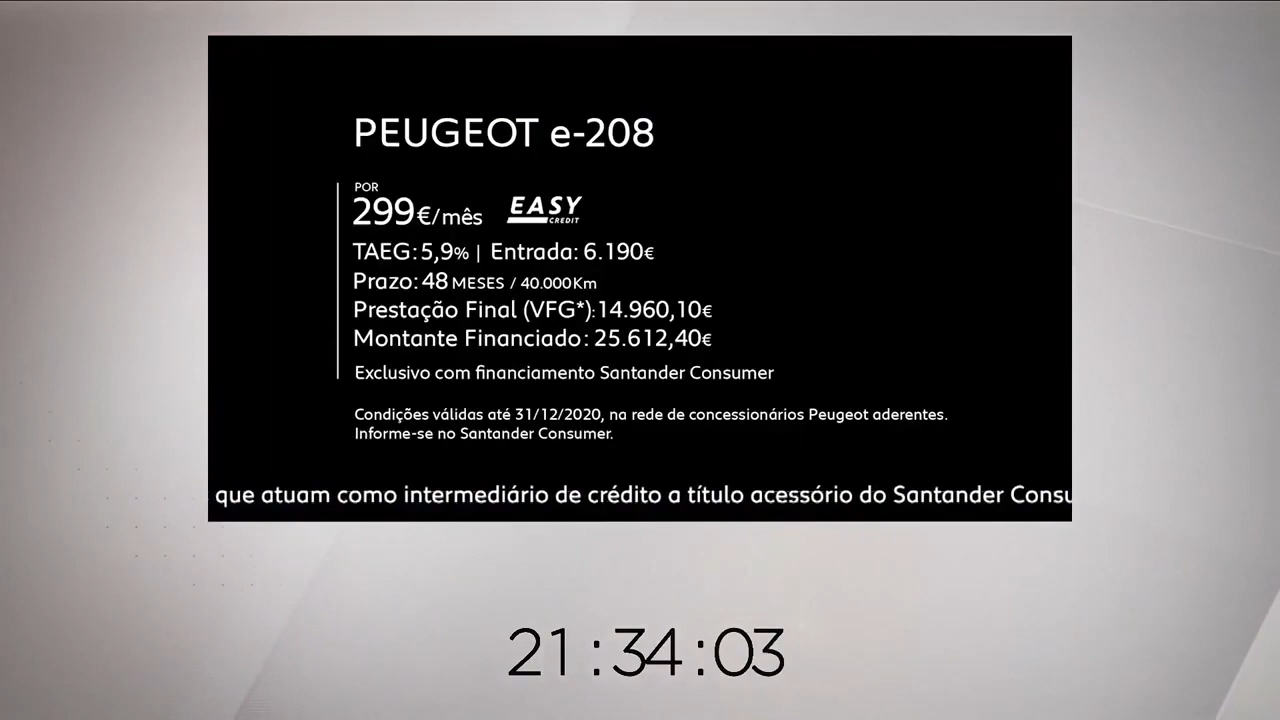 PEUGEOT e-208
POR
299€/mês EASY CREDIT
TAEG: 5,9% | Entrada: 6.190€
Prazo: 48 MESES / 40.000Km
Prestação Final (VFG*): 14.960,10€
Montante Financiado: 25.612,40€
Exclusivo com financiamento Santander Consumer
Condições válidas até 31/12/2020, na rede de concessionários Peugeot aderentes.
Informe-se no Santander Consumer.
que atuam como intermediário de crédito a título acessório do Santander Consu
21:34:03